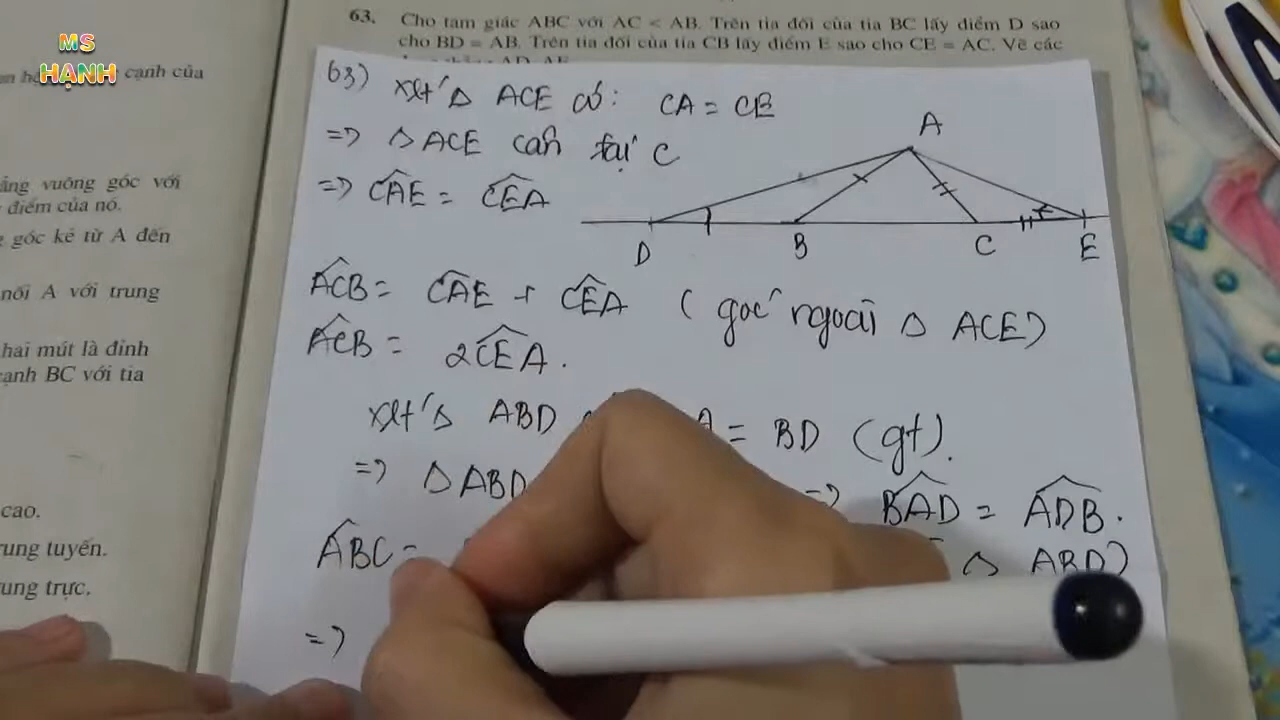 MS
HẠNH
cạnh của
ẳng vuông góc với
điểm của nó.
góc kẻ từ A đến
nối A với trung
hai mút là đỉnh
cạnh BC với tia
cao.
rung tuyến.
ung trực.
63. Cho tam giác ABC với AC < AB. Trên tia đối của tia BC lấy điểm D sao
cho BD = AB. Trên tia đối của tia CB lấy điểm E sao cho CE = AC. Vẽ các
63) Xét Δ ACE có: CA = CE
=> Δ ACE cân tại C
=> CAE = CEA
A
D B C E
ACB = CAE + CEA (góc ngoài Δ ACE)
ACB = 2CEA.
Xét Δ ABD = BD (gt).
=> Δ ABD => BAD = ADB.
ABC = Δ ABD)
=>